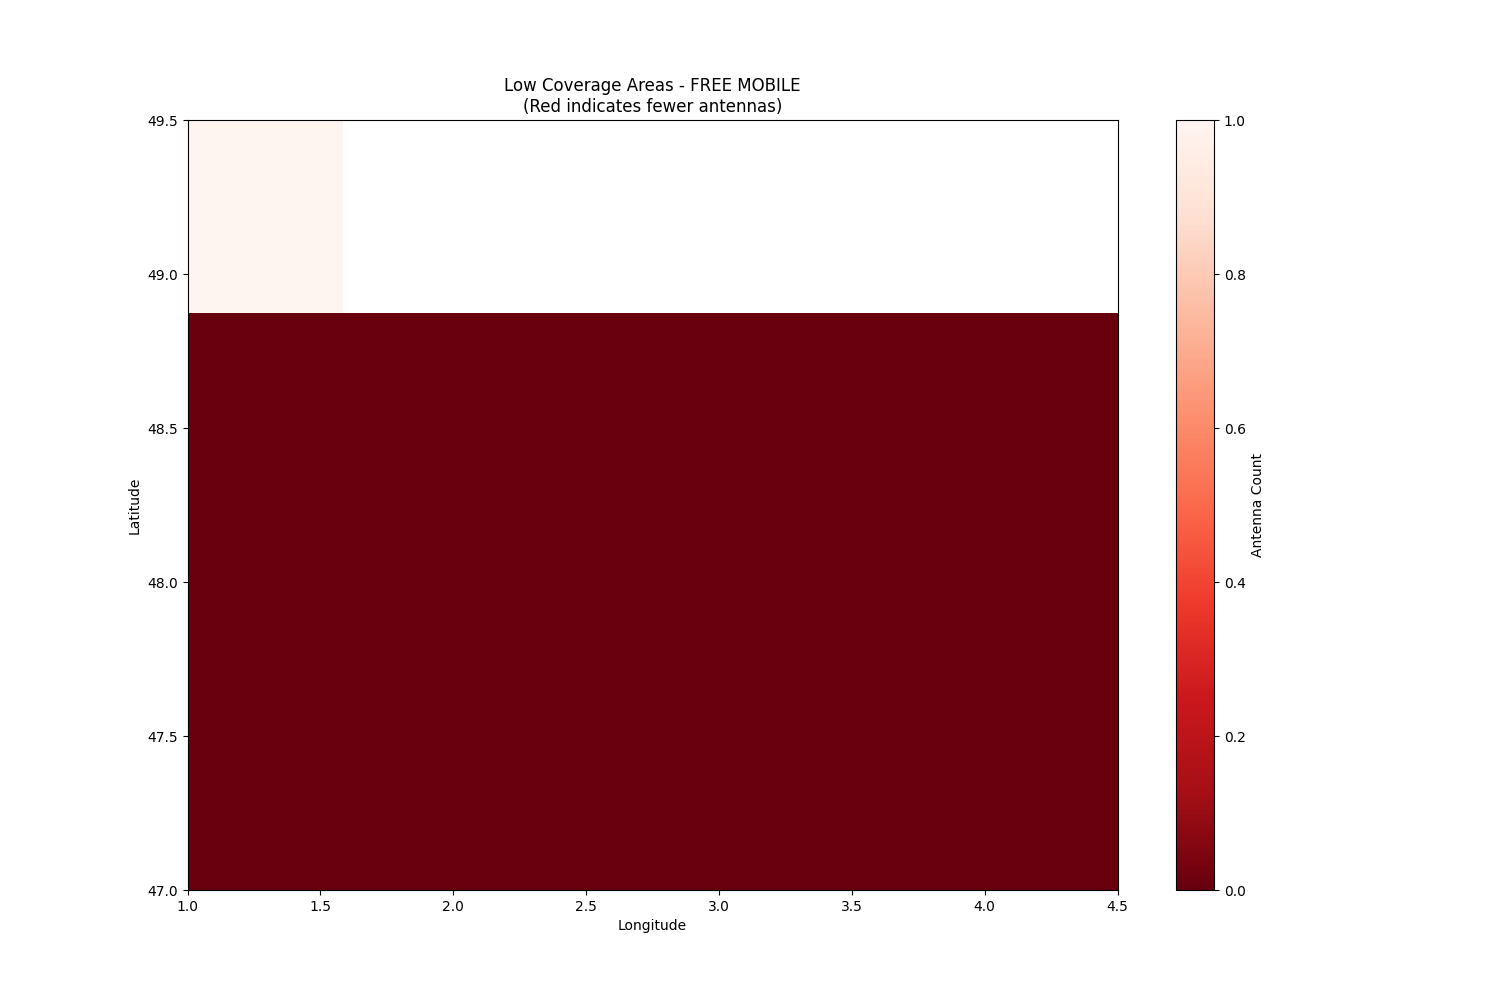 Low Coverage Areas - FREE MOBILE
(Red indicates fewer antennas)
49.5
49.0
48.5
48.0
47.5
47.0
Latitude
1.0 1.5 2.0 2.5 3.0 3.5 4.0 4.5
Longitude
1.0
0.8
0.6
0.4
0.2
0.0
Antenna Count